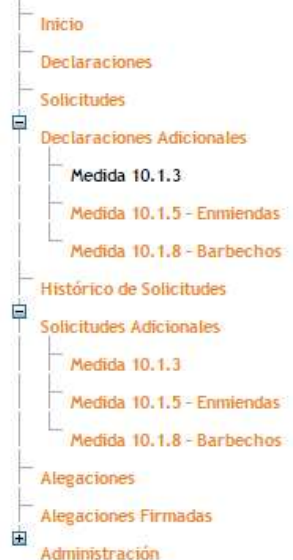 Inicio
Declaraciones
Solicitudes
Declaraciones Adicionales
Medida 10.1.3
Medida 10.1.5 - Enmiendas
Medida 10.1.8 - Barbechos
Histórico de Solicitudes
Solicitudes Adicionales
Medida 10.1.3
Medida 10.1.5 - Enmiendas
Medida 10.1.8 - Barbechos
Alegaciones
Alegaciones Firmadas
Administración